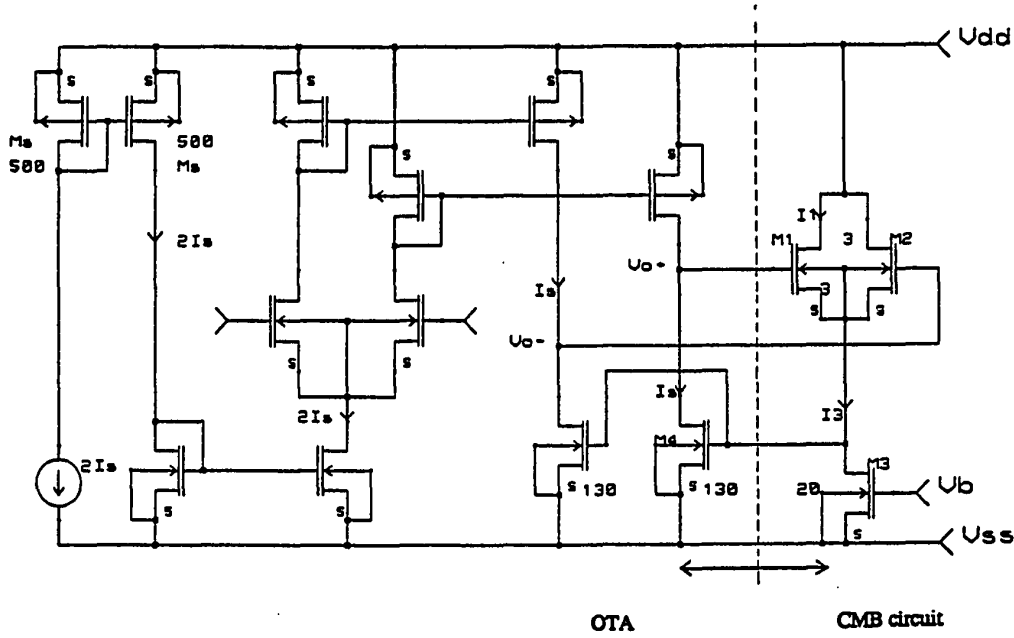 Vdd
s
s
s
s
Ms
500
500
Ms
s
s
2Is
I1
M1
3
M2
Vo+
3
s
3
Is
s
s
Vo-
2Is
Is
I3
2Is
M4
M3
20
Vb
s
s
s 130
s 130
s
Vss
OTA
CMB circuit